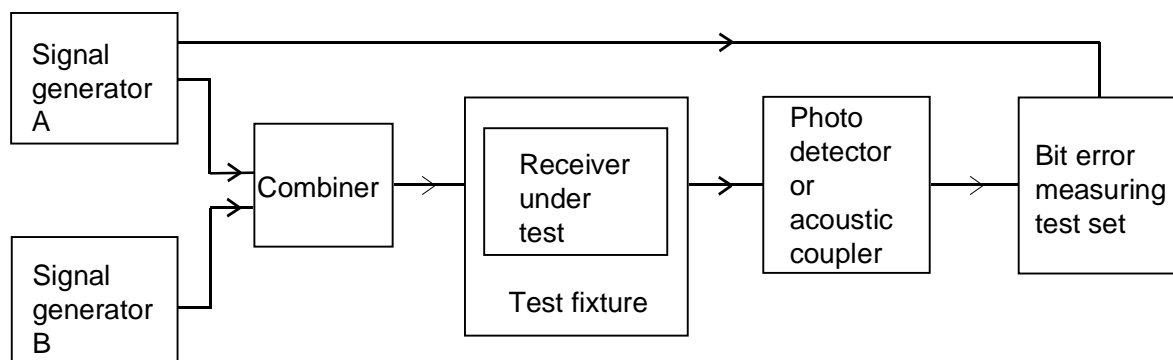 Signal
generator
A
Signal
generator
B
Combiner
Receiver
under
test
Test fixture
Photo
detector
or
acoustic
coupler
Bit error
measuring
test set